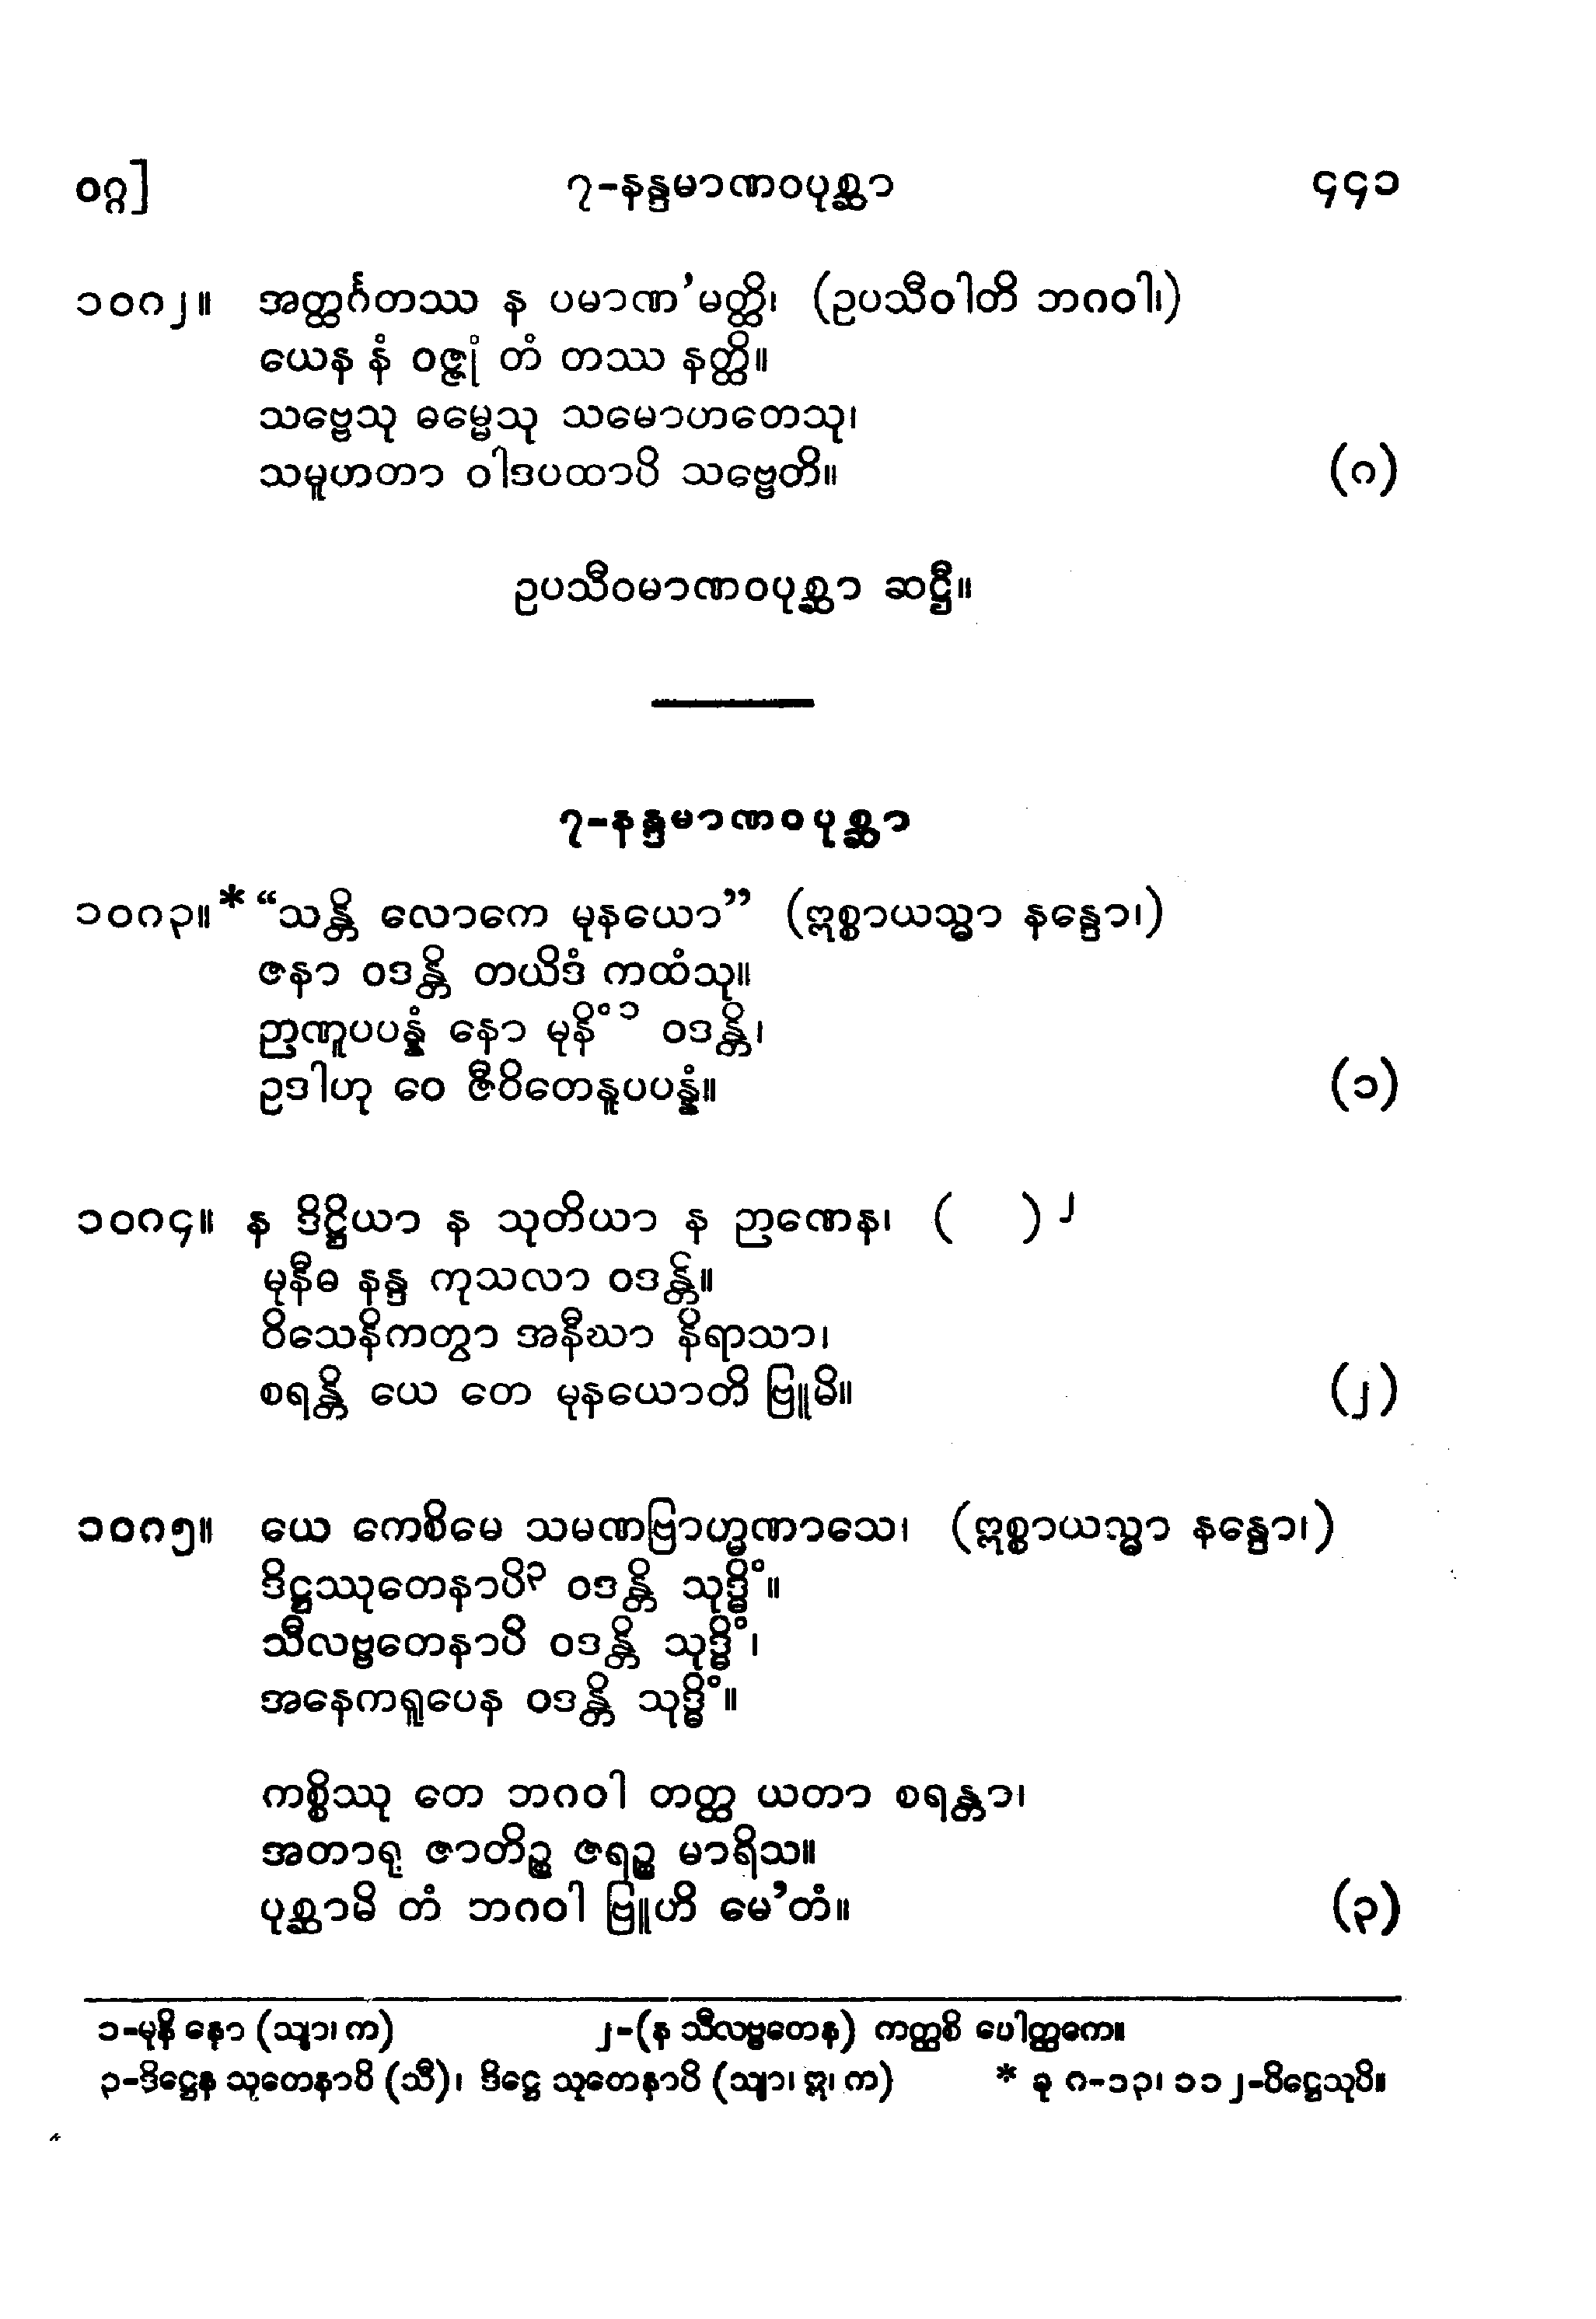 ဝဂ္ဂ]
၇-နန္ဒမာဏဝပုစ္ဆာ
၄၄၁
၁၀၈၂။ အတ္ထင်္ဂတဿ န ပမာဏ’မတ္ထိ၊ (ဥပသီဝါတိ ဘဂဝါ၊)
ယေန နံ ဝဇ္ဇုံ တံ တဿ နတ္ထိ။
သဗ္ဗေသု ဓမ္မေသု သမောဟတေသု၊
သမူဟတာ ဝါဒပထာပိ သဗ္ဗေတိ။ (၈)
ဥပသီဝမာဏဝပုစ္ဆာ ဆဋ္ဌီ။
၇-နန္ဒမာဏဝပုစ္ဆာ
၁၀၈၃။* “သန္တိ လောကေ မုနယော” (ဣစ္စာယသ္မာ နန္ဒော၊)
ဇနာ ဝဒန္တိ တယိဒံ ကထံသု။
ဉာဏူပပန္နံ နော မုနိံ ၁ ဝဒန္တိ၊
ဥဒါဟု ဝေ ဇီဝိတေနူပပန္နံ။ (၁)
၁၀၈၄။ န ဒိဋ္ဌိယာ န သုတိယာ န ဉာဏေန၊ ( ) ၂
မုနီဓ နန္ဒ ကုသလာ ဝဒန္တိ။
ဝိသေနိကတွာ အနီဃာ နိရာသာ၊
စရန္တိ ယေ တေ မုနယောတိ ဗြူမိ။ (၂)
၁၀၈၅။ ယေ ကေစိမေ သမဏဗြာဟ္မဏာသေ၊ (ဣစ္စာယသ္မာ နန္ဒော၊)
ဒိဋ္ဌဿုတေနာပိ၃ ဝဒန္တိ သုဒ္ဓိံ။
သီလဗ္ဗတေနာပိ ဝဒန္တိ သုဒ္ဓိံ၊
အနေကရူပေန ဝဒန္တိ သုဒ္ဓိံ။
ကစ္စိဿု တေ ဘဂဝါ တတ္ထ ယတာ စရန္တာ၊
အတာရု ဇာတိဉ္စ ဇရဉ္စ မာရိသ။
ပုစ္ဆာမိ တံ ဘဂဝါ ဗြူဟိ မေ’တံ။ (၃)
၁-မုနိ နော (သျာ၊ က) ၂-(န သီလဗ္ဗတေန) ကတ္ထစိ ပေါတ္ထကေ။
၃-ဒိဋ္ဌေန သုတေနာပိ (သီ)၊ ဒိဋ္ဌေ သုတေနာပိ (သျာ၊ ဣ၊ က) * ခု ၈-၁၃၊ ၁၁၂-ပိဋ္ဌေသုပိ။